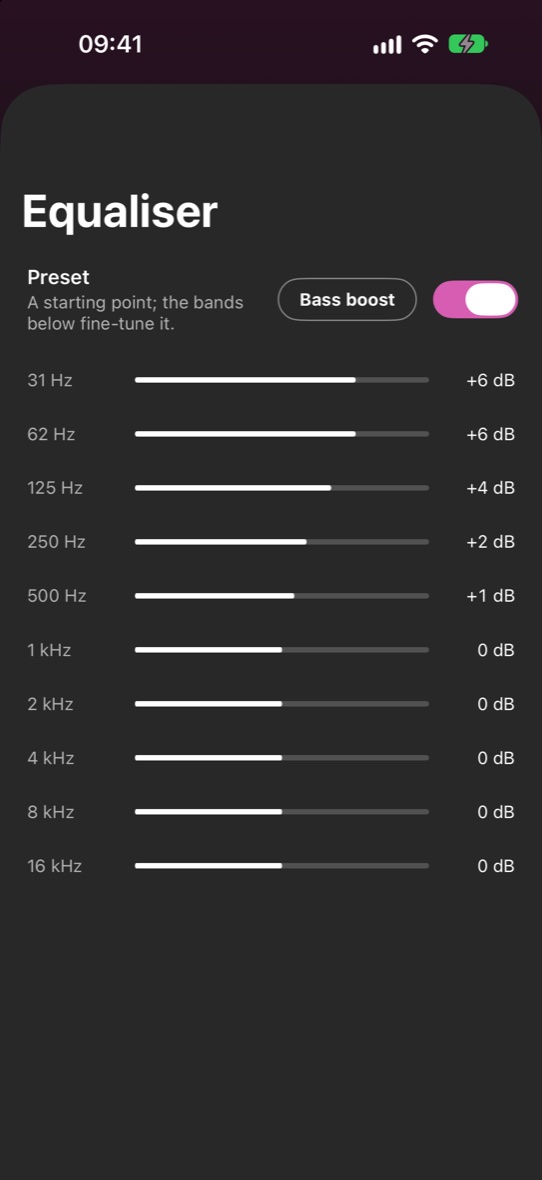 09:41
Equaliser
Preset
A starting point; the bands
below fine-tune it.
Bass boost
31 Hz +6 dB
62 Hz +6 dB
125 Hz +4 dB
250 Hz +2 dB
500 Hz +1 dB
1 kHz 0 dB
2 kHz 0 dB
4 kHz 0 dB
8 kHz 0 dB
16 kHz 0 dB